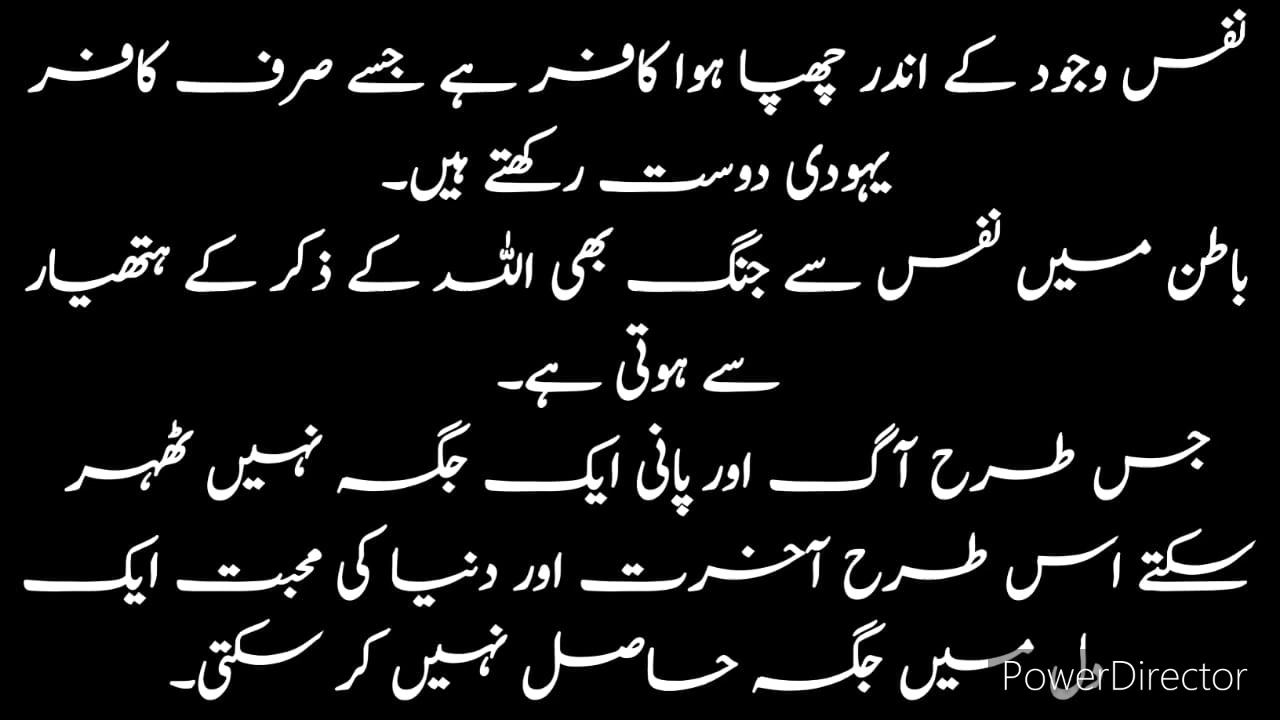 نفس وجود کے اندر چھپا ہوا کافر ہے جسے صرف کافر
یہودی دوست رکھتے ہیں۔
باطن میں نفس سے جنگ بھی اللہ کے ذکر کے ہتھیار
سے ہوتی ہے۔
جس طرح آگ اور پانی ایک جگہ نہیں ٹھہر
سکتے اس طرح آخرت اور دنیا کی محبت ایک
دل میں جگہ حاصل نہیں کر سکتی۔
PowerDirector